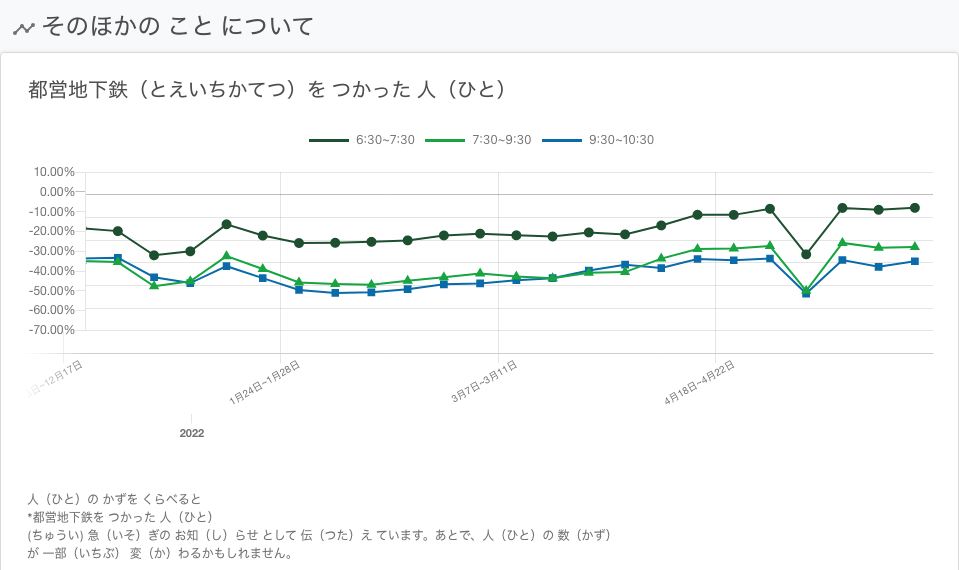 そのほかの こと について
都営地下鉄（とえいちかてつ）を つかった 人（ひと）
6:30~7:30 7:30~9:30 9:30~10:30
10.00%
0.00%
-10.00%
-20.00%
-30.00%
-40.00%
-50.00%
-60.00%
-70.00%
日~12月17日 1月24日~1月28日 3月7日~3月11日 4月18日~4月22日
2022
人（ひと）の かずを くらべると
*都営地下鉄を つかった 人（ひと）
(ちゅうい) 急（いそ）ぎの お知（し）らせ として 伝（つた）え ています。あとで、人（ひと）の 数（かず）
が 一部（いちぶ） 変（か）わるかもしれません。